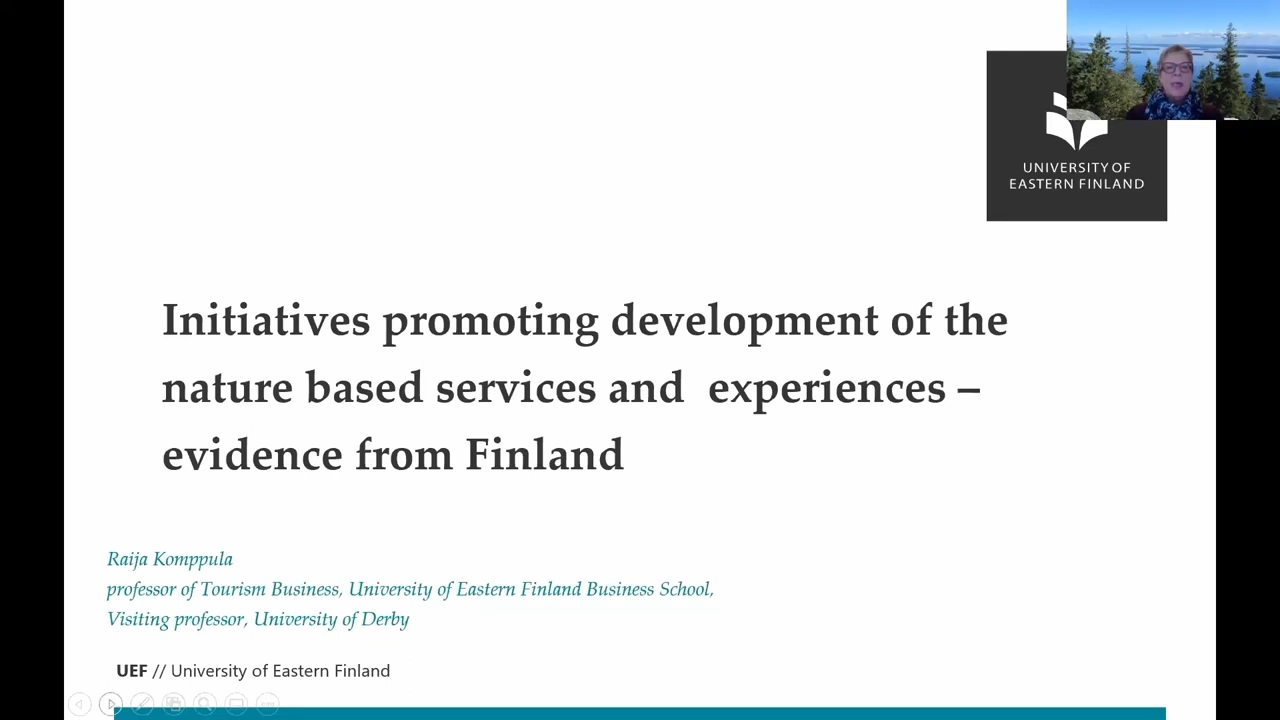 UNIVERSITY OF
EASTERN FINLAND
Initiatives promoting development of the
nature based services and  experiences –
evidence from Finland
Raija Komppula
professor of Tourism Business, University of Eastern Finland Business School,
Visiting professor, University of Derby
UEF // University of Eastern Finland